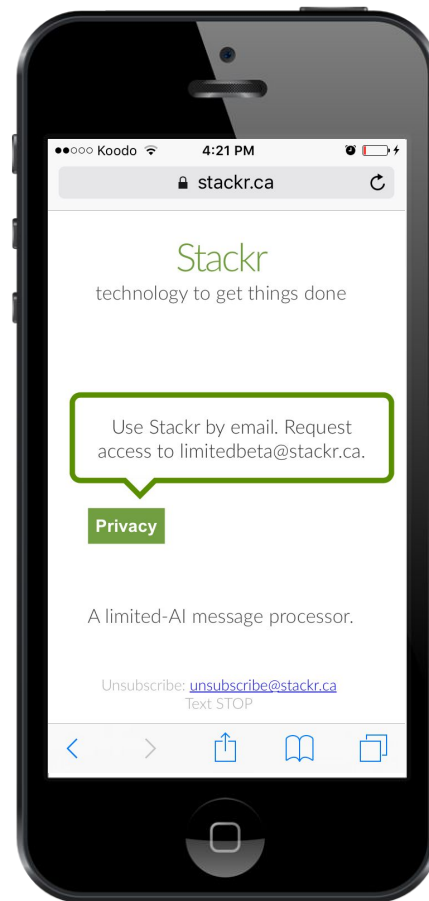 Koodo 4:21 PM
stackr.ca
Stackr
technology to get things done
Use Stackr by email. Request
access to limitedbeta@stackr.ca.
Privacy
A limited-AI message processor.
Unsubscribe: unsubscribe@stackr.ca
Text STOP